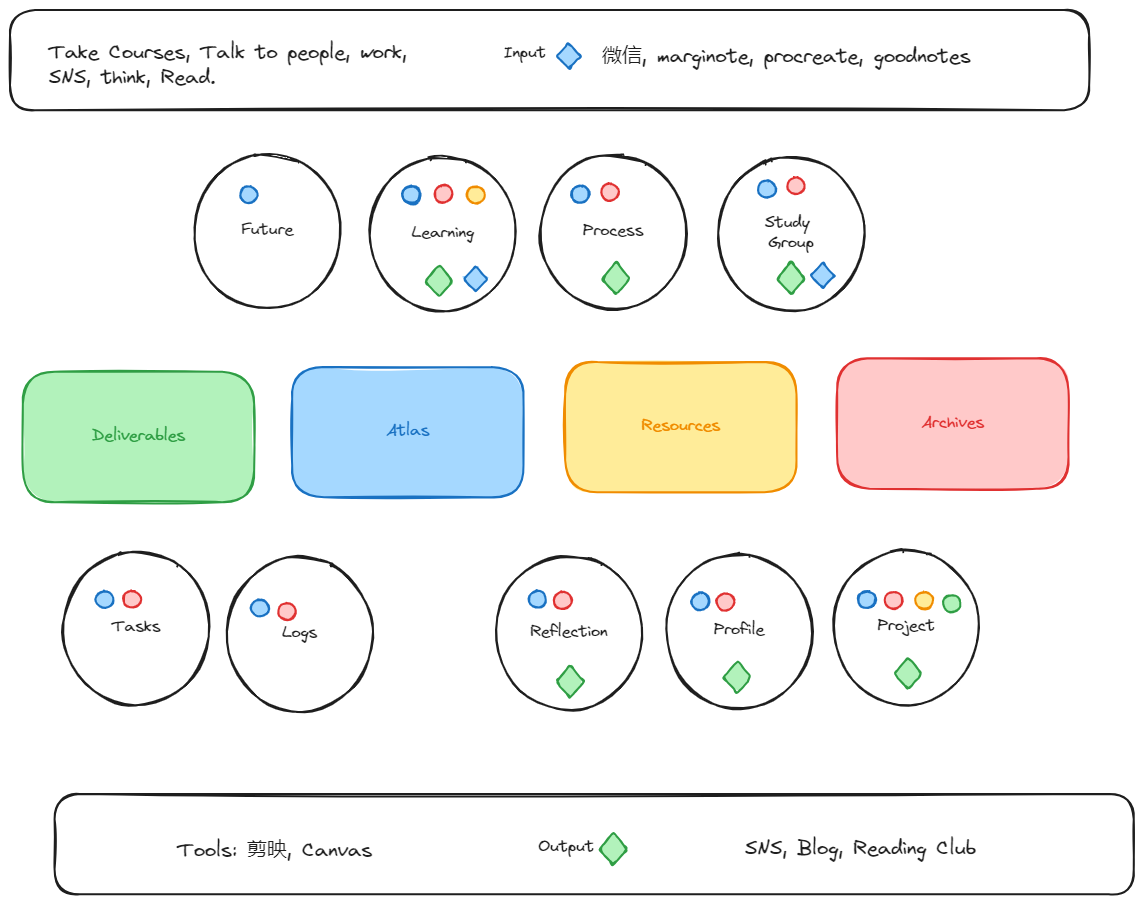 Take Courses, Talk to people, work,
SNS, think, Read.
Input
微信, marginote, procreate, goodnotes
Future
Learning
Process
Study
Group
Deliverables
Atlas
Resources
Archives
Tasks
Logs
Reflection
Profile
Project
Tools: 剪映, Canvas
Output
SNS, Blog, Reading Club